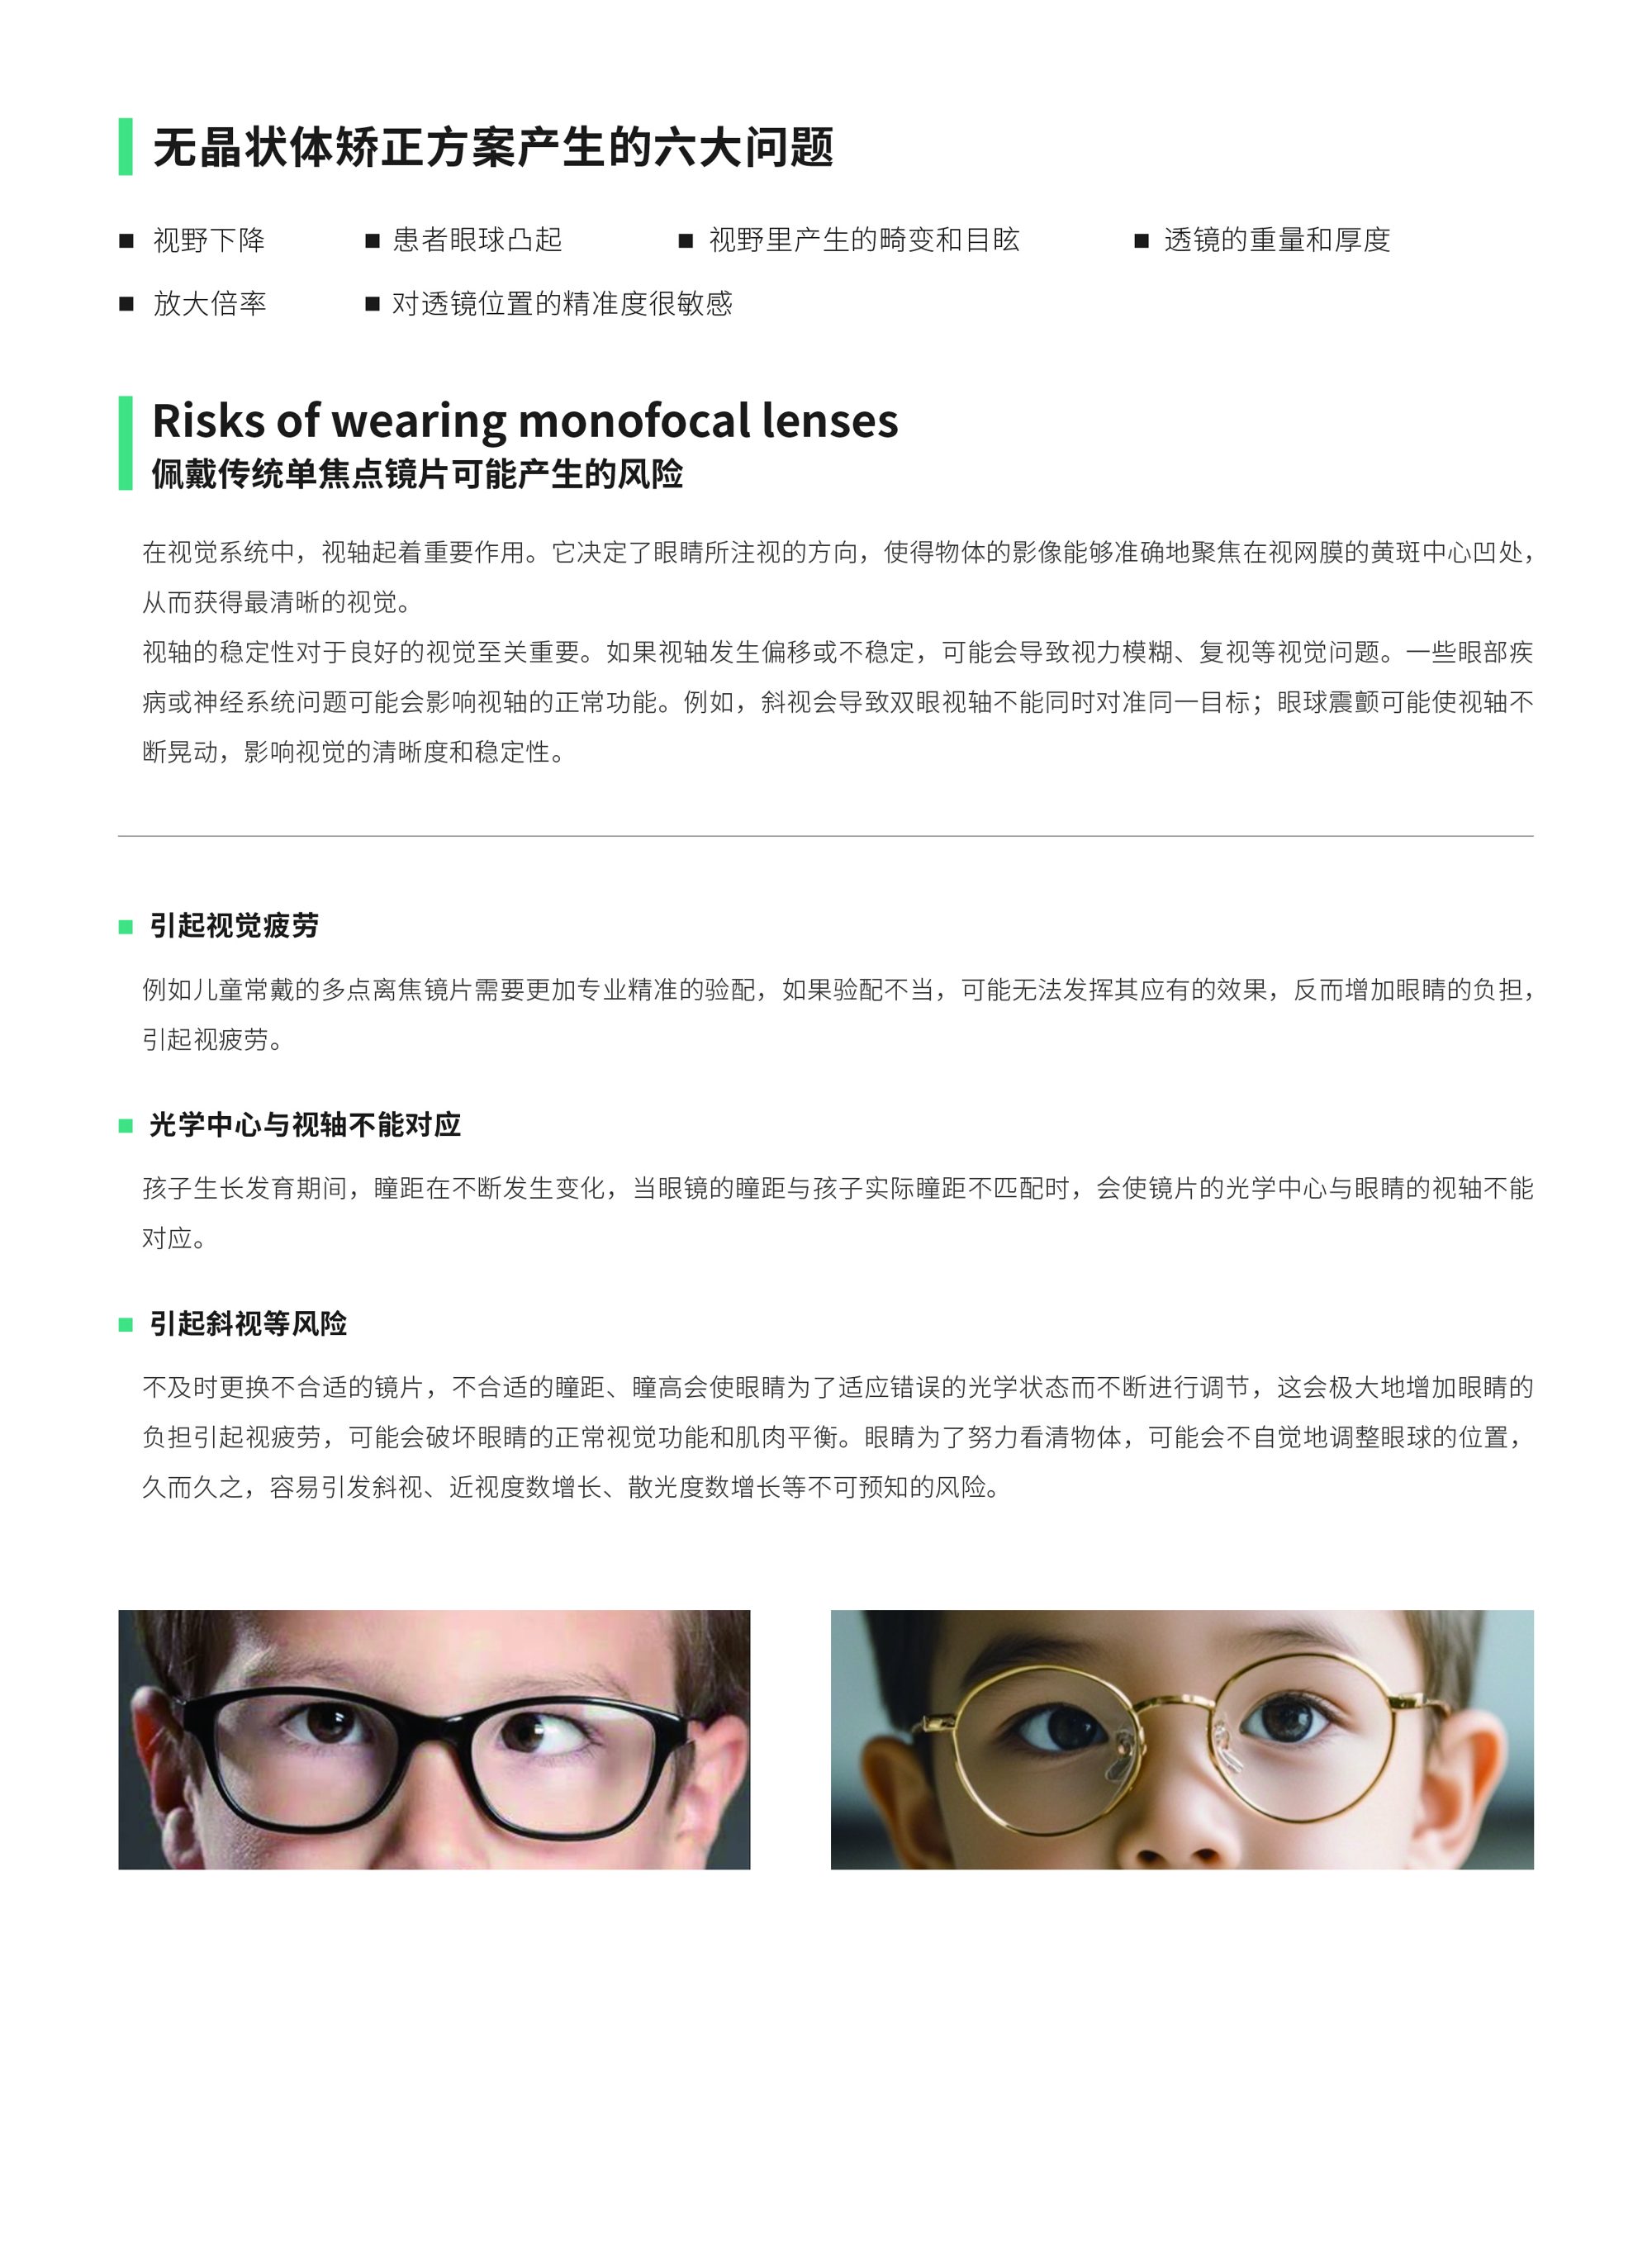 无晶状体矫正方案产生的六大问题
■ 视野下降 ■ 患者眼球凸起 ■ 视野里产生的畸变和目眩 ■ 透镜的重量和厚度
■ 放大倍率 ■ 对透镜位置的精准度很敏感
Risks of wearing monofocal lenses
佩戴传统单焦点镜片可能产生的风险
在视觉系统中，视轴起着重要作用。它决定了眼睛所注视的方向，使得物体的影像能够准确地聚焦在视网膜的黄斑中心凹处，
从而获得最清晰的视觉。
视轴的稳定性对于良好的视觉至关重要。如果视轴发生偏移或不稳定，可能会导致视力模糊、复视等视觉问题。一些眼部疾
病或神经系统问题可能会影响视轴的正常功能。例如，斜视会导致双眼视轴不能同时对准同一目标；眼球震颤可能使视轴不
断晃动，影响视觉的清晰度和稳定性。
■ 引起视觉疲劳
例如儿童常戴的多点离焦镜片需要更加专业精准的验配，如果验配不当，可能无法发挥其应有的效果，反而增加眼睛的负担，
引起视疲劳。
■ 光学中心与视轴不能对应
孩子生长发育期间，瞳距在不断发生变化，当眼镜的瞳距与孩子实际瞳距不匹配时，会使镜片的光学中心与眼睛的视轴不能
对应。
■ 引起斜视等风险
不及时更换不合适的镜片，不合适的瞳距、瞳高会使眼睛为了适应错误的光学状态而不断进行调节，这会极大地增加眼睛的
负担引起视疲劳，可能会破坏眼睛的正常视觉功能和肌肉平衡。眼睛为了努力看清物体，可能会不自觉地调整眼球的位置，
久而久之，容易引发斜视、近视度数增长、散光度数增长等不可预知的风险。